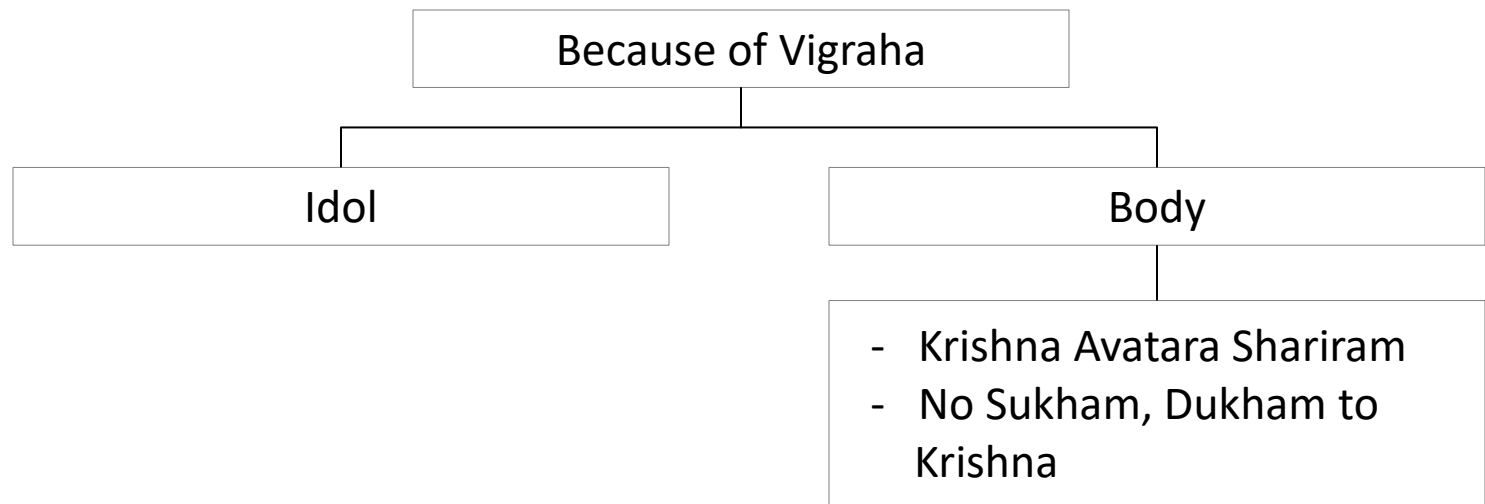 Because of Vigraha
Idol
Body
- Krishna Avatara Shariram
- No Sukham, Dukham to
Krishna